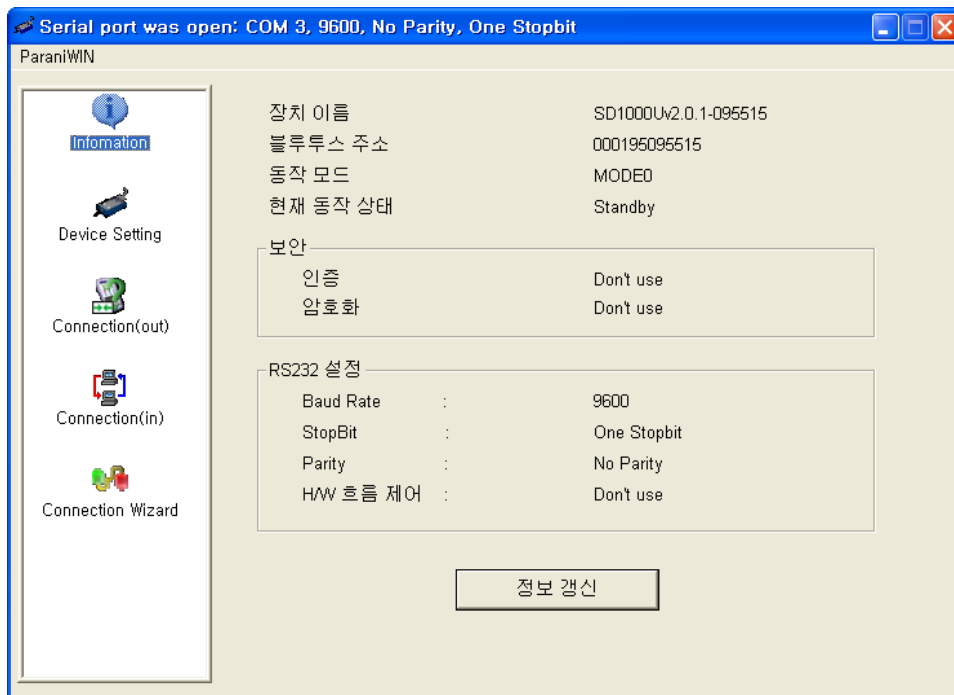 Serial port was open: COM 3, 9600, No Parity, One Stopbit
ParaniWIN
Infomation
Device Setting
Connection(out)
Connection(in)
Connection Wizard
장치 이름 SD1000Uv2.0.1-095515
블루투스 주소 000195095515
동작 모드 MODE0
현재 동작 상태 Standby
보안
인증 Don't use
암호화 Don't use
RS232 설정
Baud Rate : 9600
StopBit : One Stopbit
Parity : No Parity
H/W 흐름 제어 : Don't use
정보 갱신